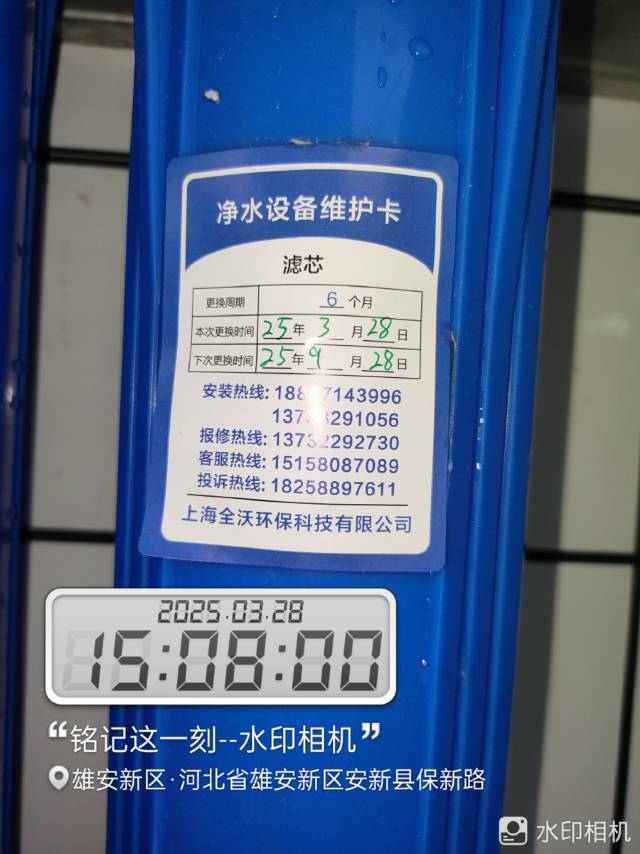 净水设备维护卡
滤芯
更换周期 6 个月
本次更换时间 25年 3 月 28 日
下次更换时间 25年 9 月 28 日
安装热线:
报修热线: 13732292730
客服热线: 15158087089
投诉热线: 18258897611
上海全沃环保科技有限公司
2025.03.28
15:08:00
“铭记这一刻--水印相机”
雄安新区·河北省雄安新区安新县保新路
水印相机